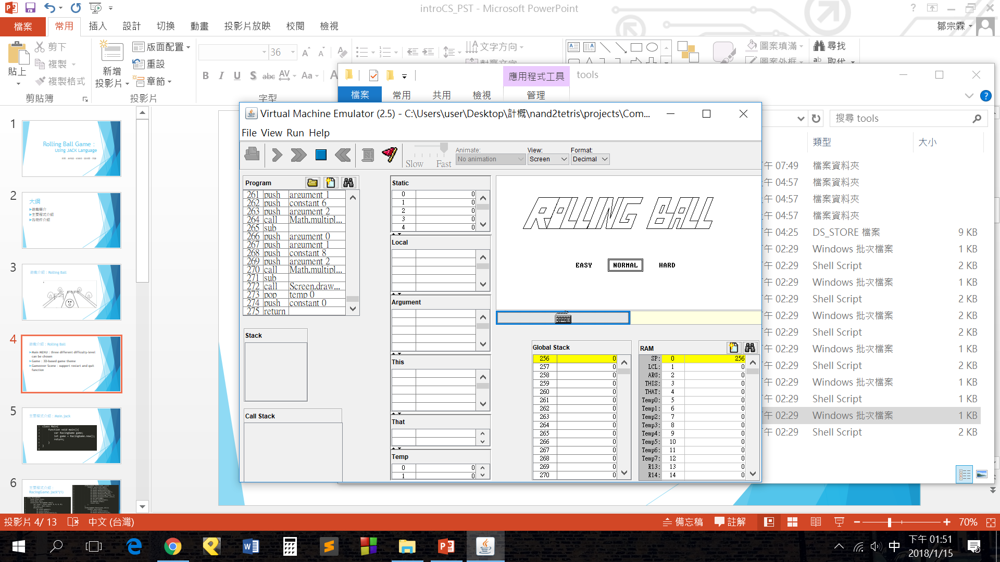 introCS_PST - Microsoft PowerPoint
檔案 常用 插入 設計 切換 動畫 投影片放映 校閱 檢視
鄒宗霖
貼上
剪下
複製
複製格式
剪貼簿
新增
投影片
版面配置
重設
章節
投影片
36
B I U S abc AV Aa A
字型
文字方向
圖案填滿
圖案外框
尋找
取代
應用程式工具 tools
檔案 常用 共用 檢視 管理
搜尋 tools
類型 大小
午 07:49 檔案資料夾
午 04:57 檔案資料夾
午 04:57 檔案資料夾
午 04:57 檔案資料夾
午 04:25 DS_STORE 檔案 9 KB
午 02:29 Windows 批次檔案 1 KB
午 02:29 Shell Script 2 KB
午 02:29 Windows 批次檔案 1 KB
午 02:29 Shell Script 2 KB
午 02:29 Windows 批次檔案 1 KB
午 02:29 Shell Script 2 KB
午 02:29 Windows 批次檔案 1 KB
午 02:29 Shell Script 2 KB
午 02:29 Windows 批次檔案 1 KB
午 02:29 Shell Script 2 KB
午 02:29 Windows 批次檔案 1 KB
午 02:29 Shell Script 2 KB
Virtual Machine Emulator (2.5) - C:\Users\user\Desktop\計概\nand2tetris\projects\Com...
File View Run Help
Slow Fast
Animate:
No animation
View:
Screen
Format:
Decimal
Program
261 push argument 1
262 push constant 6
263 push argument 2
264 call Math.multipl...
265 sub
266 push argument 0
267 push argument 1
268 push constant 8
269 push argument 2
270 call Math.multipl...
271 sub
272 call Screen.draw...
273 pop temp 0
274 push constant 0
275 return
Stack
Call Stack
Static
0 0
1 0
2 0
3 0
4 0
Local
Argument
This
That
Temp
0 0
1 0
ROLLING BALL
EASY NORMAL HARD
Global Stack
256 0
257 0
258 0
259 0
260 0
261 0
262 0
263 0
264 0
265 0
266 0
267 0
268 0
269 0
270 0
RAM
SP: 0 256
LCL: 1 0
ARG: 2 0
THIS: 3 0
THAT: 4 0
Temp0: 5 0
Temp1: 6 0
Temp2: 7 0
Temp3: 8 0
Temp4: 9 0
Temp5: 10 0
Temp6: 11 0
Temp7: 12 0
R13: 13 0
R14: 14 0
1
Rolling Ball Game :
Using JACK Language
2
大綱
遊戲簡介
主要程式介紹
各物件介紹
3
遊戲介紹 : Rolling Ball
4
遊戲介紹 : Rolling Ball
Main MENU : three different difficulty-level
can be chosen
Game : 3D-based game theme
Gameover Scene : support restart and quit
function
5
主要程式介紹 : Main.jack
class Main{
function void main(){
var RacingGame game;
let game = RacingGame.new();
return;
}
}
6
主要程式介紹 :
RacingGame.jack*(1)
投影片 4/ 13 中文 (台灣)
備忘稿 註解 70%
中
下午 01:51
2018/1/15